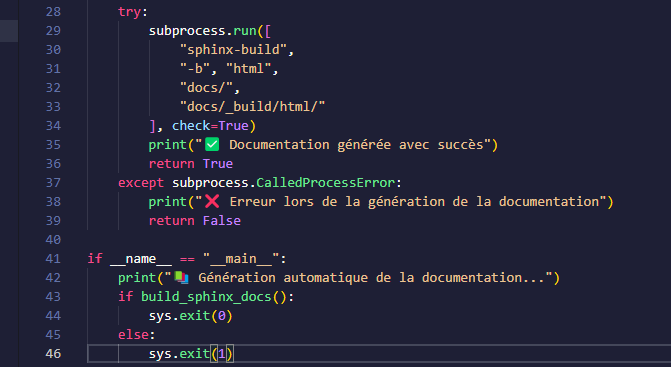 28 try:
29 subprocess.run([
30 "sphinx-build",
31 "-b", "html",
32 "docs/",
33 "docs/_build/html/"
34 ], check=True)
35 print("✅ Documentation générée avec succès")
36 return True
37 except subprocess.CalledProcessError:
38 print("❌ Erreur lors de la génération de la documentation")
39 return False
40
41 if __name__ == "__main__":
42 print("📚 Génération automatique de la documentation...")
43 if build_sphinx_docs():
44 sys.exit(0)
45 else:
46 sys.exit(1)